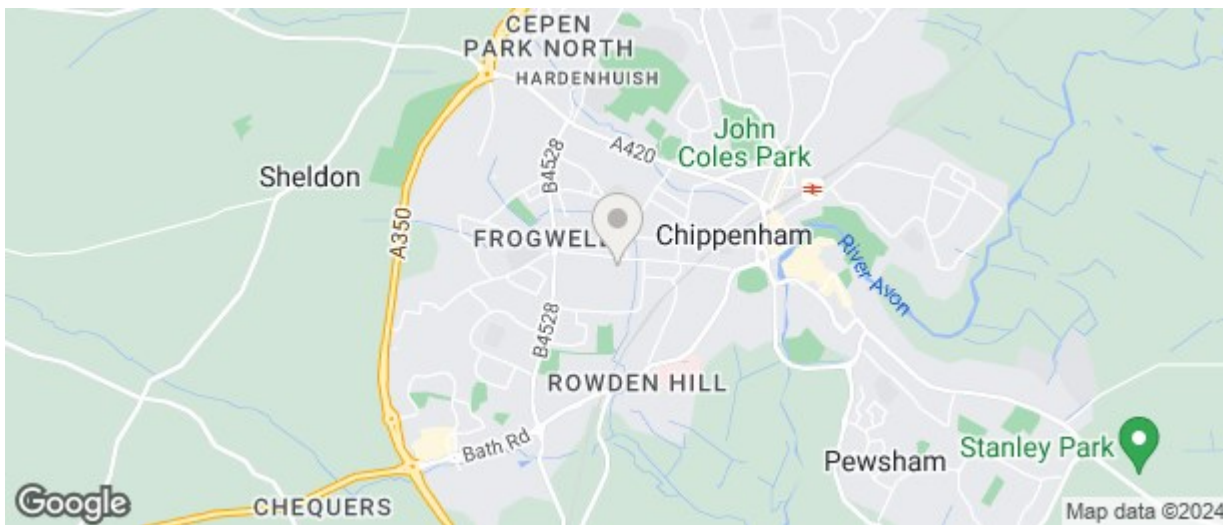 CEPEN
PARK NORTH
HARDENHUISH
John
Coles Park
A420
B4528
Sheldon
A350
FROGWELL
Chippenham
River Avon
B4528
ROWDEN HILL
Bath Rd
Stanley Park
Pewsham
CHEQUERS
Google
Map data ©2024